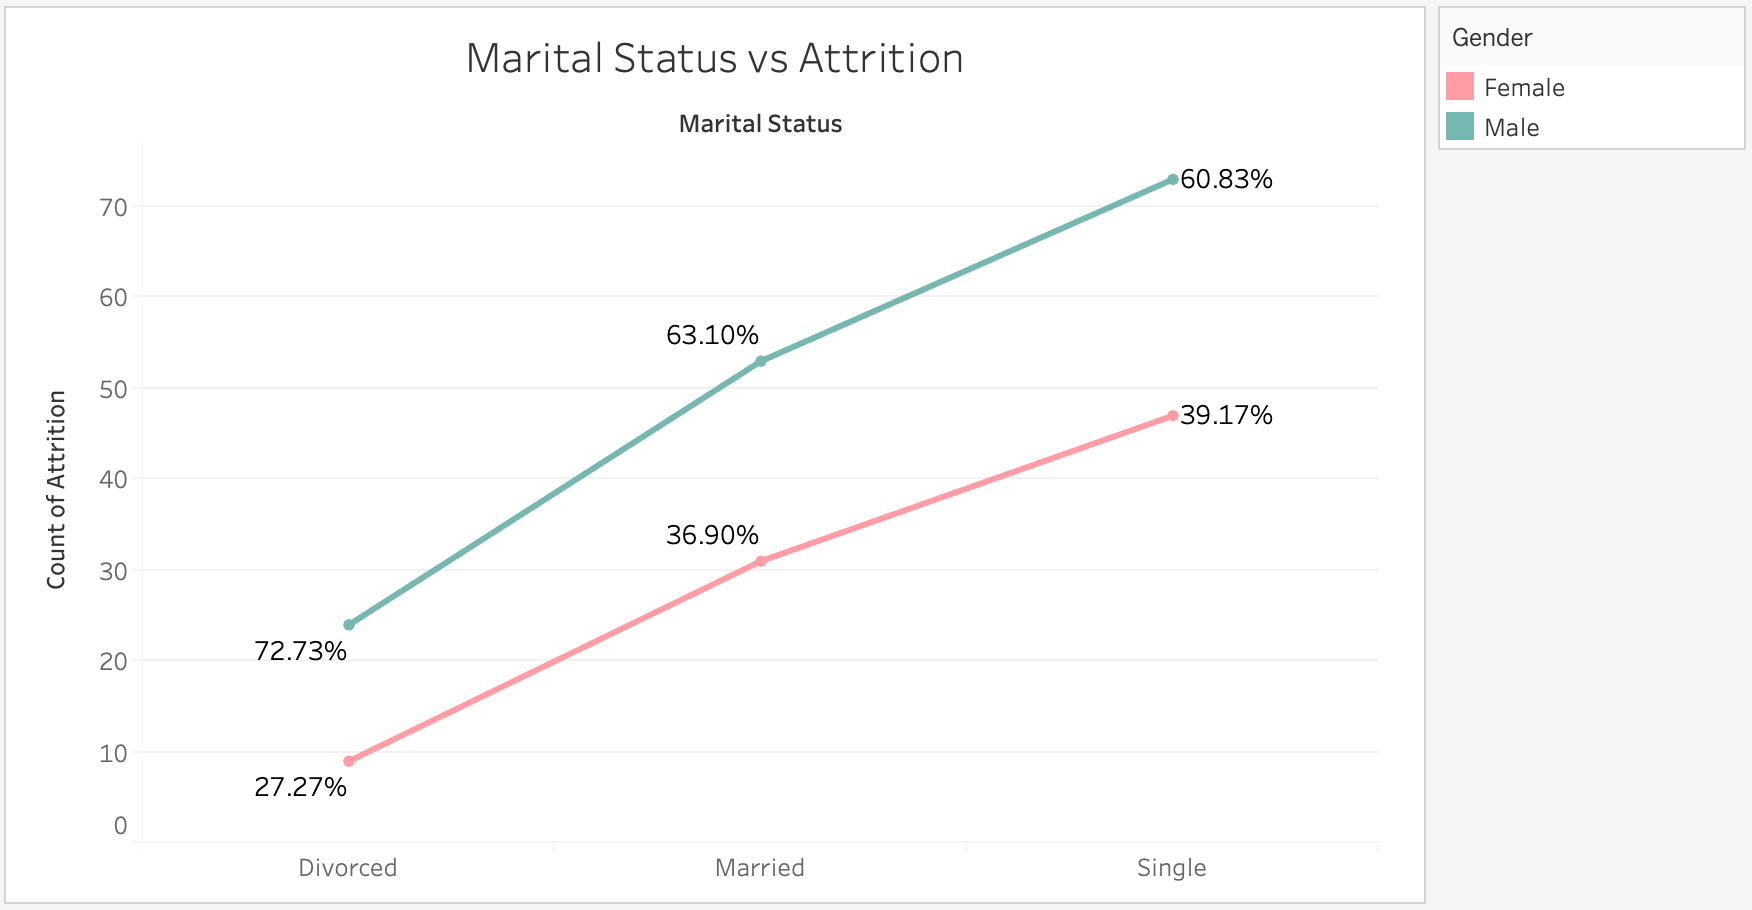 Marital Status vs Attrition
Marital Status
Count of Attrition
70
60
50
40
30
20
10
0
60.83%
63.10%
39.17%
36.90%
72.73%
27.27%
Divorced
Married
Single
Gender
Female
Male